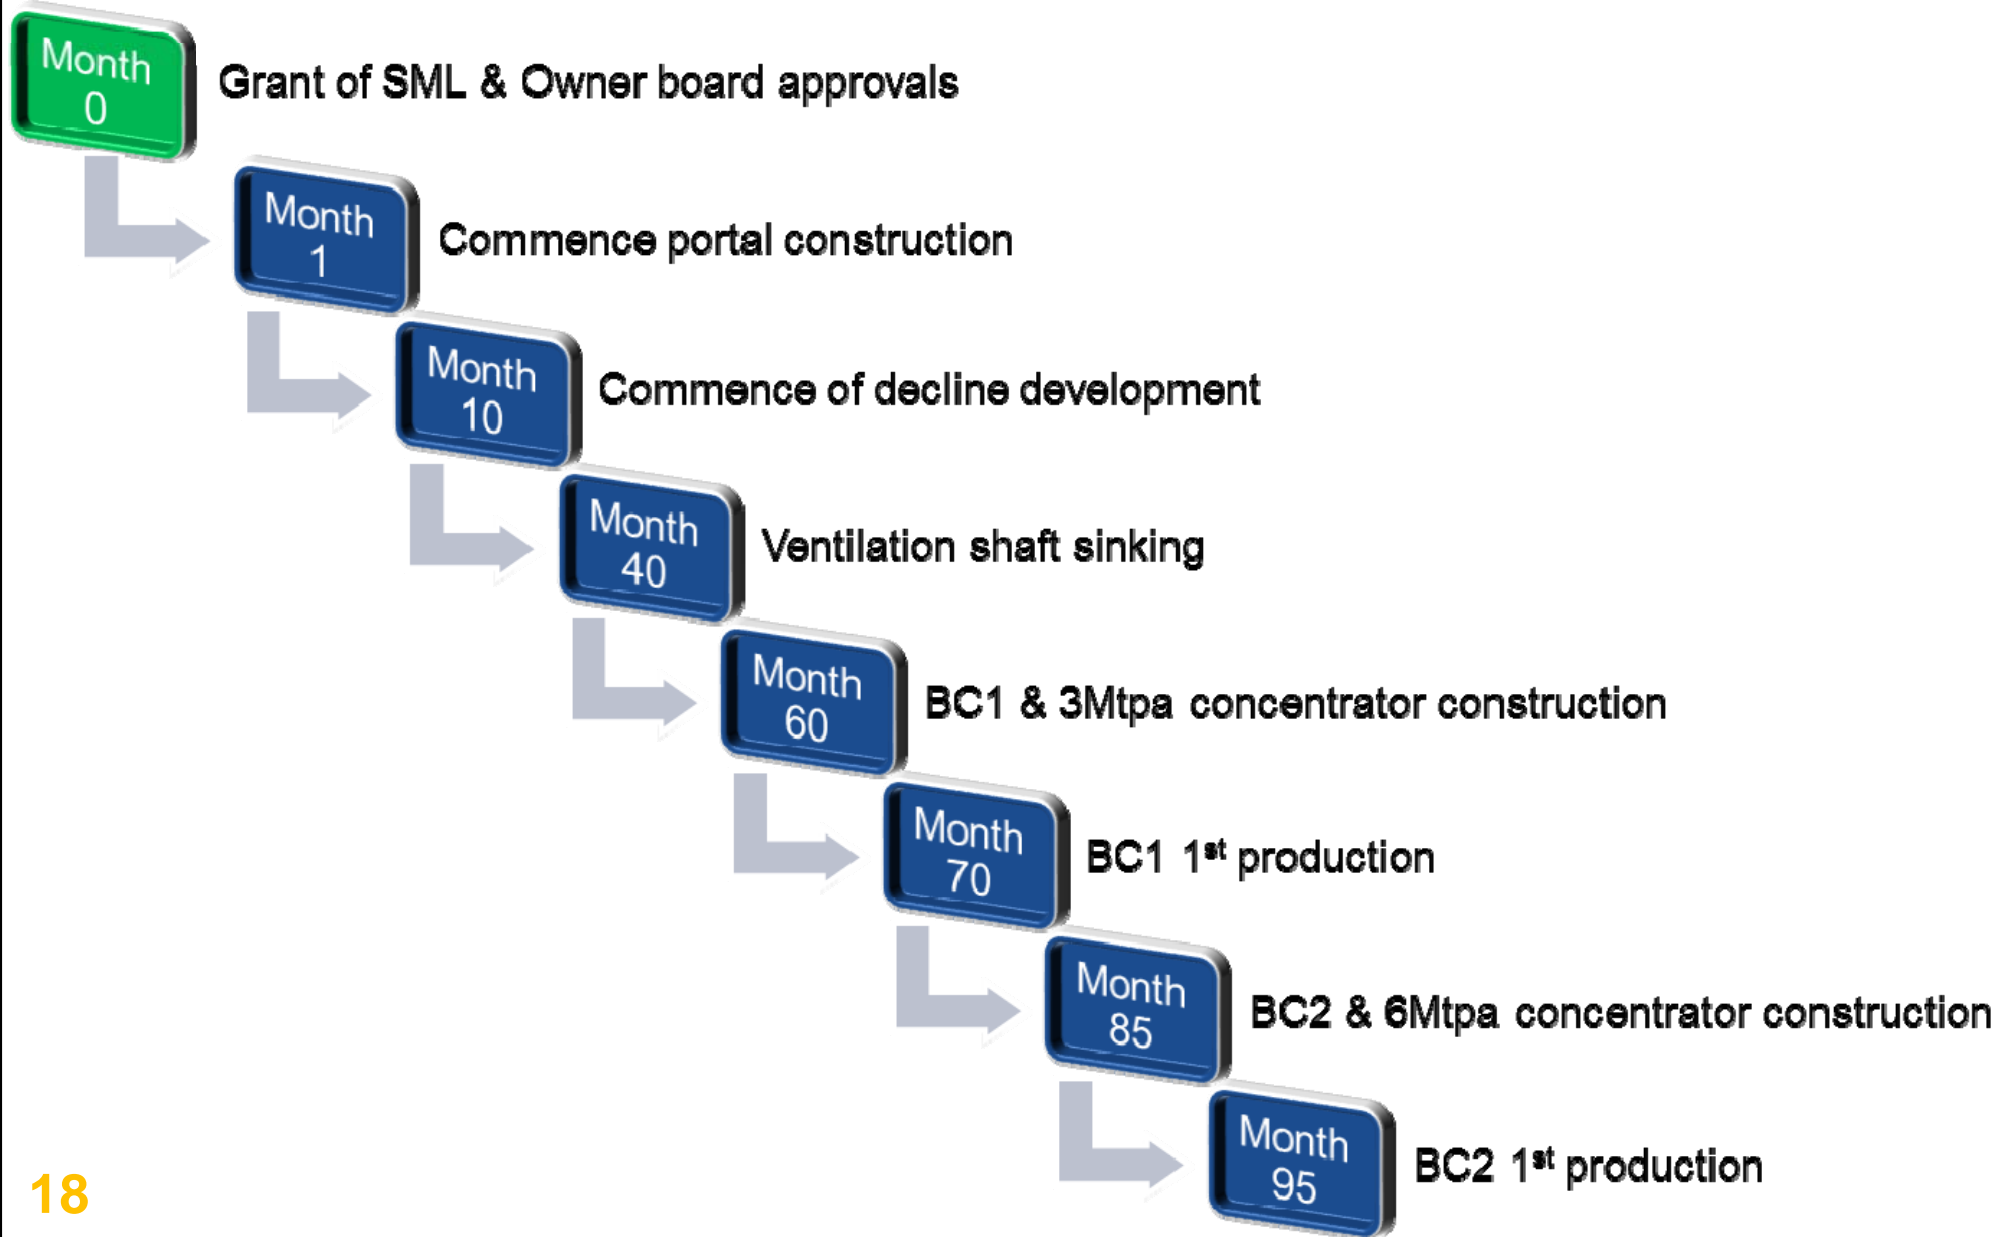 Month
0
Grant of SML & Owner board approvals
Month
1
Commence portal construction
Month
10
Commence of decline development
Month
40
Ventilation shaft sinking
Month
60
BC1 & 3Mtpa concentrator construction
Month
70
BC1 1st production
Month
85
BC2 & 6Mtpa concentrator construction
Month
95
BC2 1st production
18